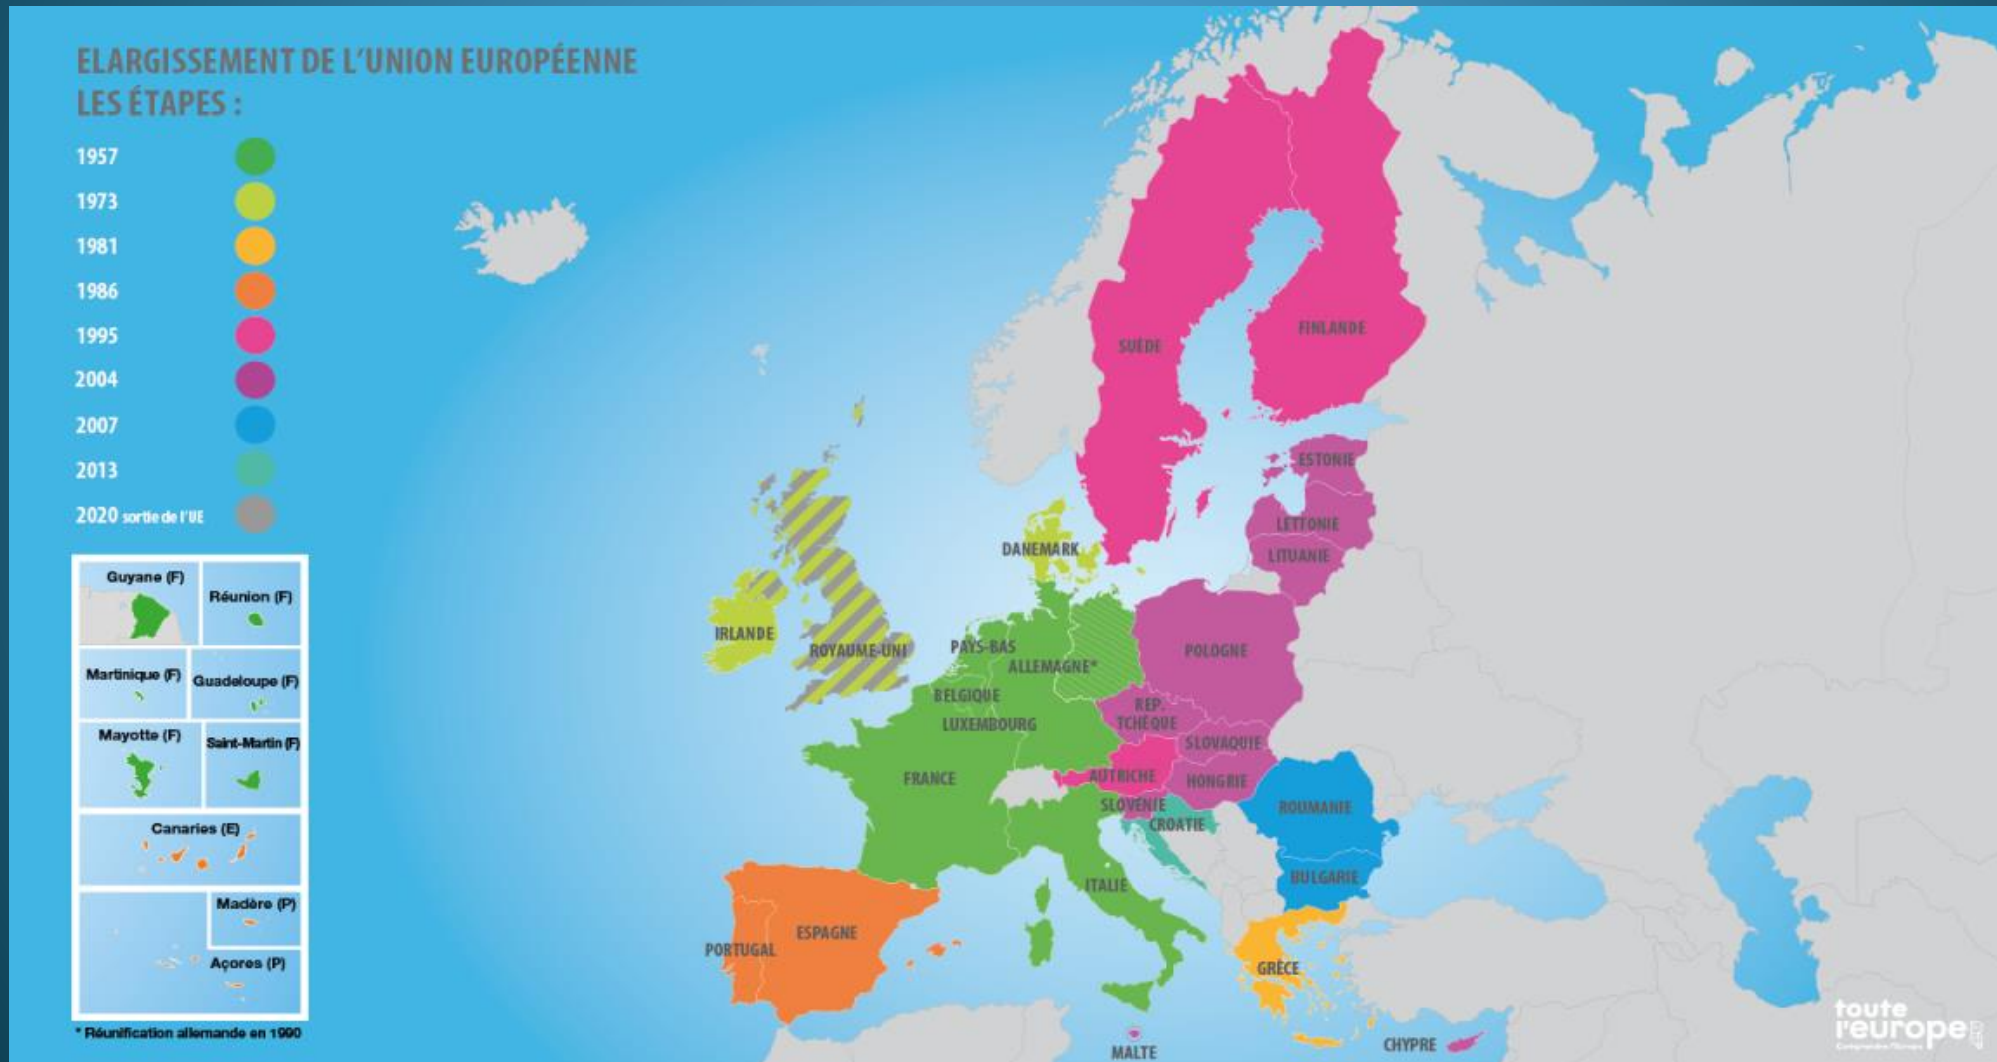 ELARGISSEMENT DE L'UNION EUROPÉENNE
LES ÉTAPES :
1957
1973
1981
1986
1995
2004
2007
2013
2020 sortie de l'UE
Guyane (F)
Réunion (F)
Martinique (F)
Guadeloupe (F)
Mayotte (F)
Saint-Martin (F)
Canaries (E)
Madère (P)
Açores (P)
* Réunification allemande en 1990
SUÈDE
FINLANDE
ESTONIE
LETTONIE
LITUANIE
DANEMARK
IRLANDE
ROYAUME-UNI
PAYS-BAS
ALLEMAGNE*
POLOGNE
BELGIQUE
LUXEMBOURG
REP.
TCHÈQUE
SLOVAQUIE
FRANCE
AUTRICHE
HONGRIE
SLOVÉNIE
CROATIE
ROUMANIE
BULGARIE
ITALIE
PORTUGAL
ESPAGNE
GRÈCE
MALTE
CHYPRE
toute
l'europe
Comprendre l'Europe